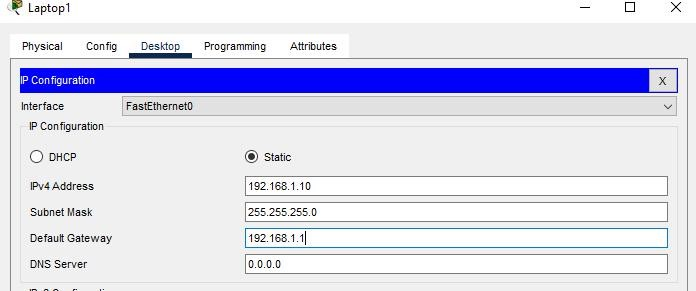 Laptop1
Physical Config Desktop Programming Attributes
IP Configuration X
Interface FastEthernet0
IP Configuration
DHCP Static
IPv4 Address 192.168.1.10
Subnet Mask 255.255.255.0
Default Gateway 192.168.1.1
DNS Server 0.0.0.0